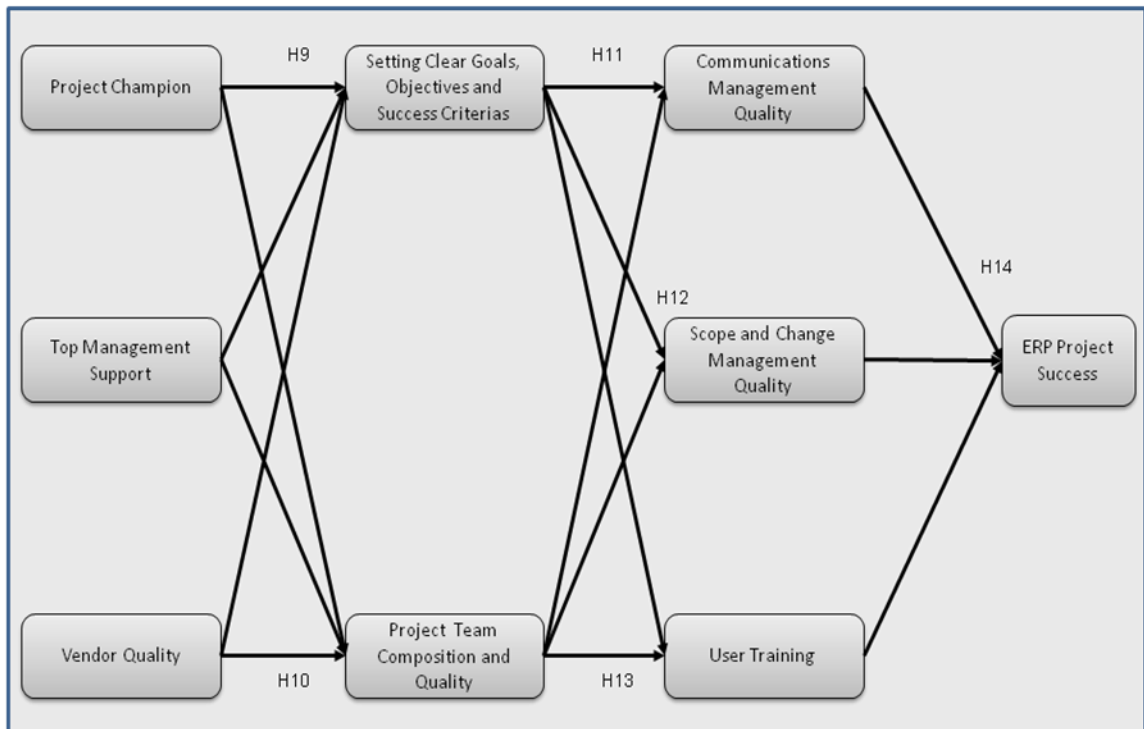 Project Champion
H9
Setting Clear Goals,
Objectives and
Success Criterias
H11
Communications
Management
Quality
H14
Top Management
Support
H12
Scope and Change
Management
Quality
ERP Project
Success
Vendor Quality
H10
Project Team
Composition and
Quality
H13
User Training